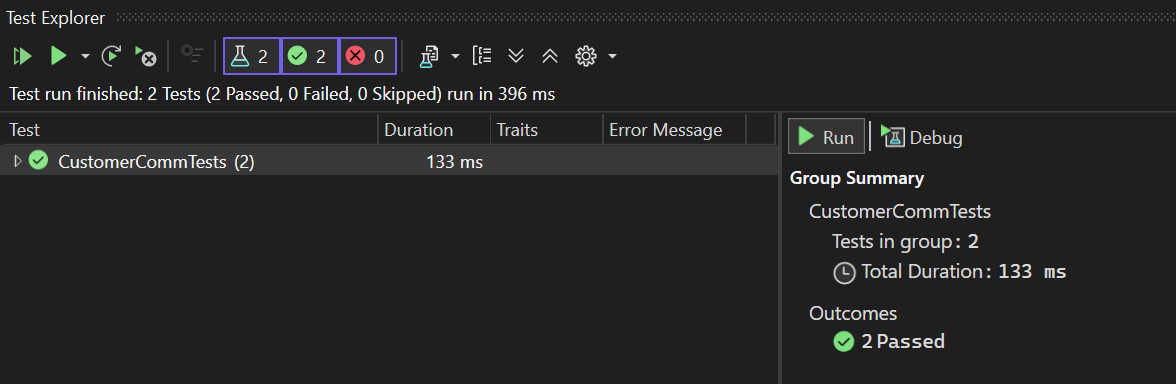 Test Explorer
2 2 0
Test run finished: 2 Tests (2 Passed, 0 Failed, 0 Skipped) run in 396 ms
Test Duration Traits Error Message
CustomerCommTests (2) 133 ms
Run Debug
Group Summary
CustomerCommTests
Tests in group: 2
Total Duration: 133 ms
Outcomes
2 Passed